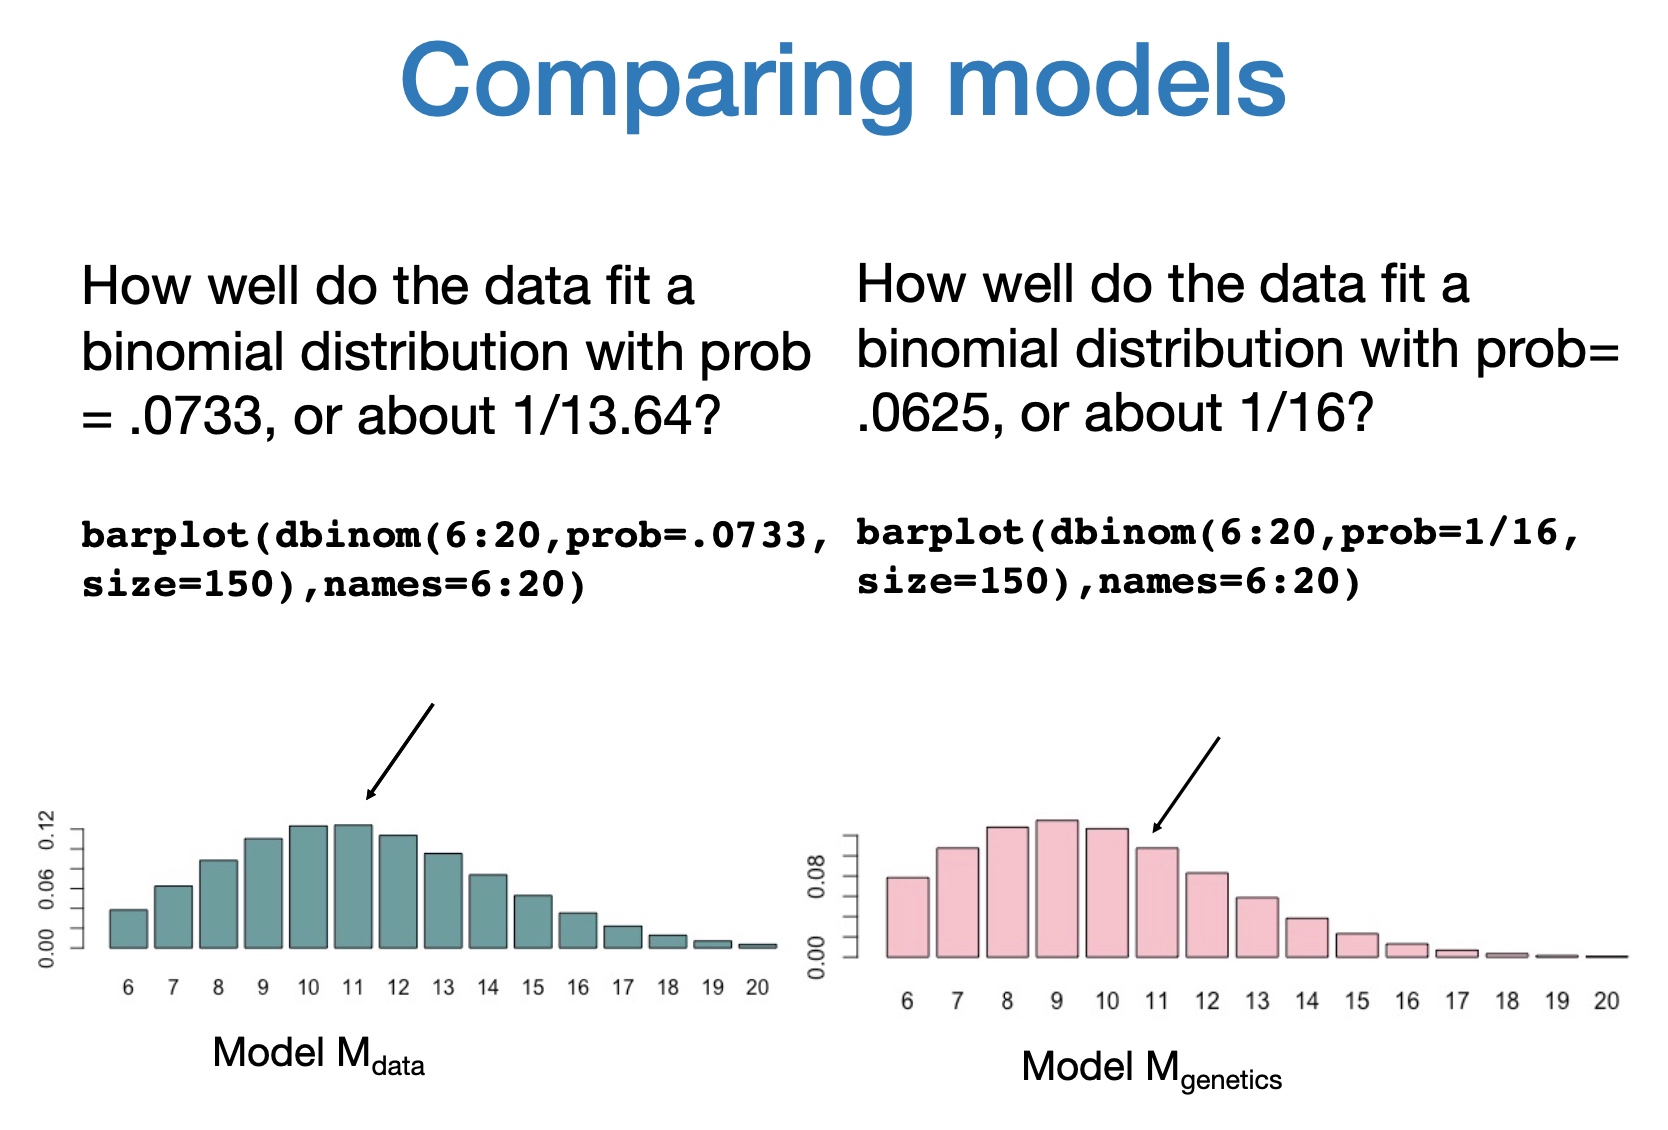 Comparing models
How well do the data fit a
binomial distribution with prob
= .0733, or about 1/13.64?
barplot(dbinom(6:20,prob=.0733,
size=150),names=6:20)
0.12
0.06
0.00
6 7 8 9 10 11 12 13 14 15 16 17 18 19 20
Model Mdata
How well do the data fit a
binomial distribution with prob=
.0625, or about 1/16?
barplot(dbinom(6:20,prob=1/16,
size=150),names=6:20)
0.08
0.00
6 7 8 9 10 11 12 13 14 15 16 17 18 19 20
Model Mgenetics